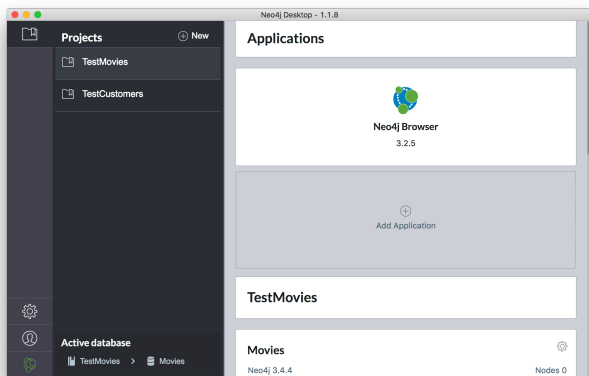 Neo4j Desktop - 1.1.8
Projects
New
TestMovies
TestCustomers
Active database
TestMovies > Movies
Applications
Neo4j Browser
3.2.5
Add Application
TestMovies
Movies
Neo4j 3.4.4
Nodes 0